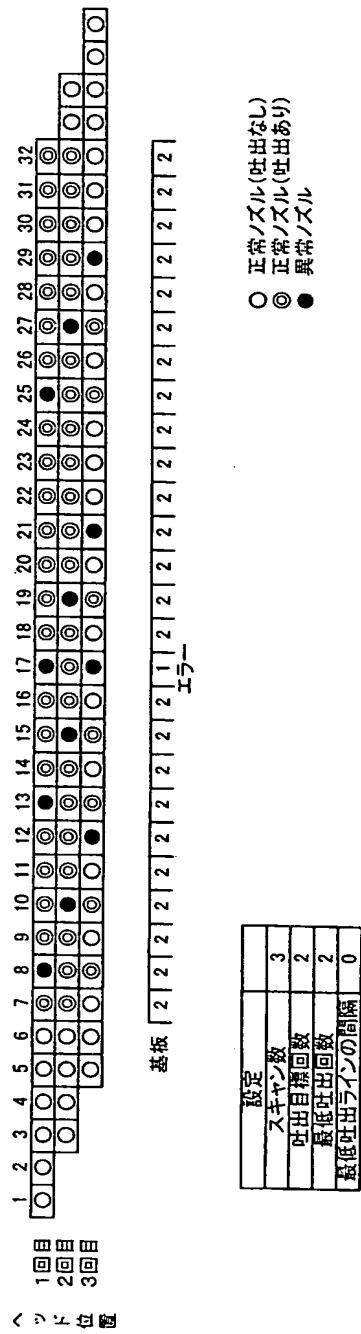 ヘッド位置
1 2 3 4 5 6 7 8 9 10 11 12 13 14 15 16 17 18 19 20 21 22 23 24 25 26 27 28 29 30 31 32
1回目
2回目
3回目
基板 2 2 2 2 2 2 2 2 2 2 1 2 2 2 2 2 2 2 2 2 2 2 2 2 2 2
エラー
○ 正常ノズル(吐出なし)
◎ 正常ノズル(吐出あり)
● 異常ノズル
設定
スキャン数 3
吐出目標回数 2
最低吐出回数 2
最低吐出ラインの間隔 0